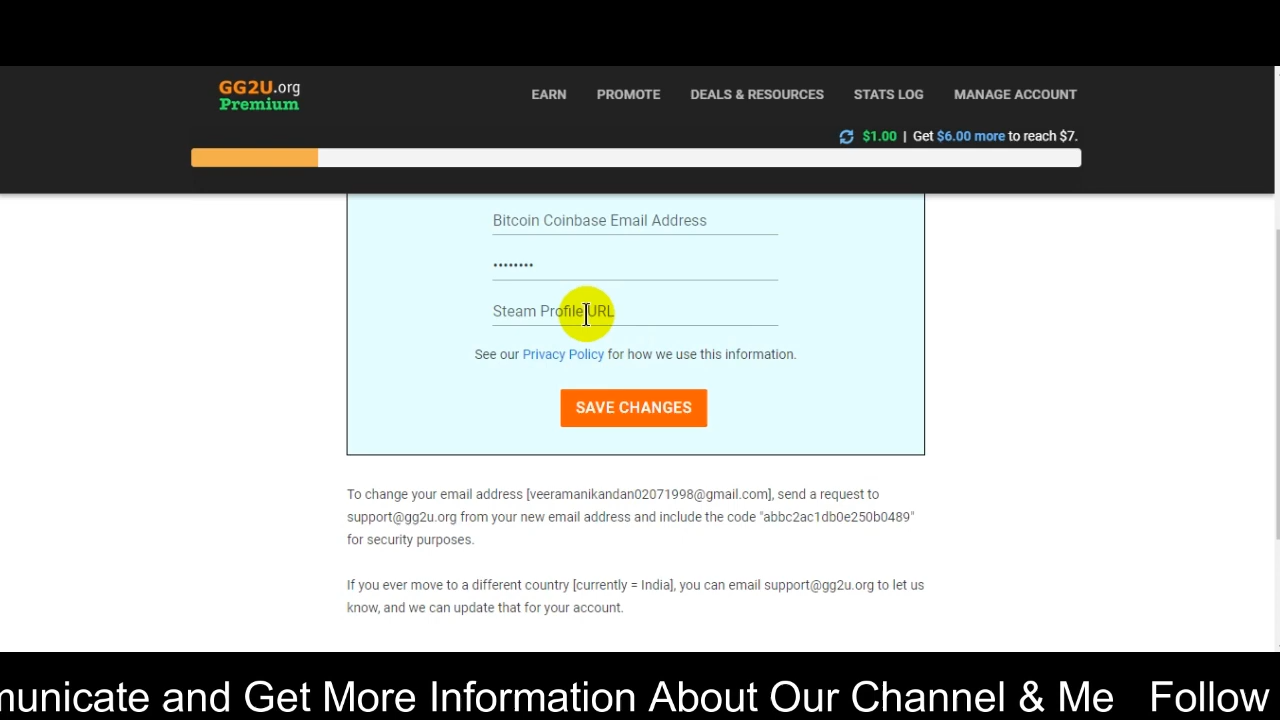 GG2U.org
Premium
EARN PROMOTE DEALS & RESOURCES STATS LOG MANAGE ACCOUNT
$1.00 | Get $6.00 more to reach $7.
Bitcoin Coinbase Email Address
••••••••
Steam Profile URL
See our Privacy Policy for how we use this information.
SAVE CHANGES
To change your email address [veeramanikandan02071998@gmail.com], send a request to
support@gg2u.org from your new email address and include the code "abbc2ac1db0e250b0489"
for security purposes.
If you ever move to a different country [currently = India], you can email support@gg2u.org to let us
know, and we can update that for your account.
municate and Get More Information About Our Channel & Me Follow